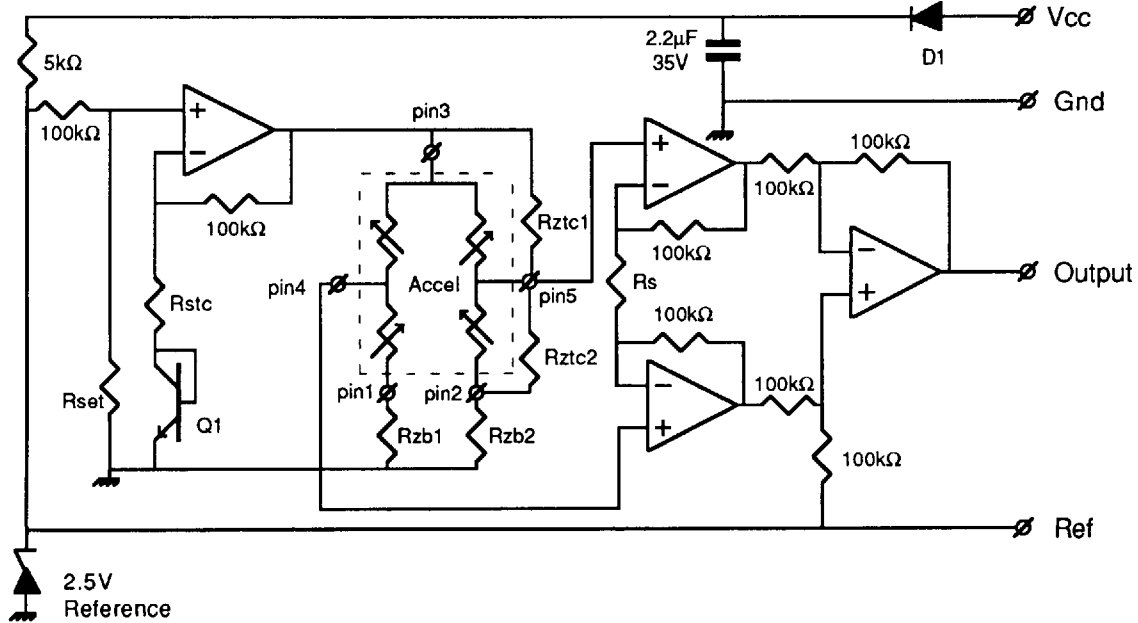 Vcc
5kΩ
2.2µF
35V
D1
Gnd
+
−
100kΩ
pin3
+
−
100kΩ
100kΩ
100kΩ
100kΩ
Rztc1
pin4
Accel
pin5
Rs
−
+
Output
Rstc
100kΩ
Rztc2
Rset
Q1
pin1
pin2
−
+
100kΩ
Rzb1
Rzb2
100kΩ
Ref
2.5V
Reference